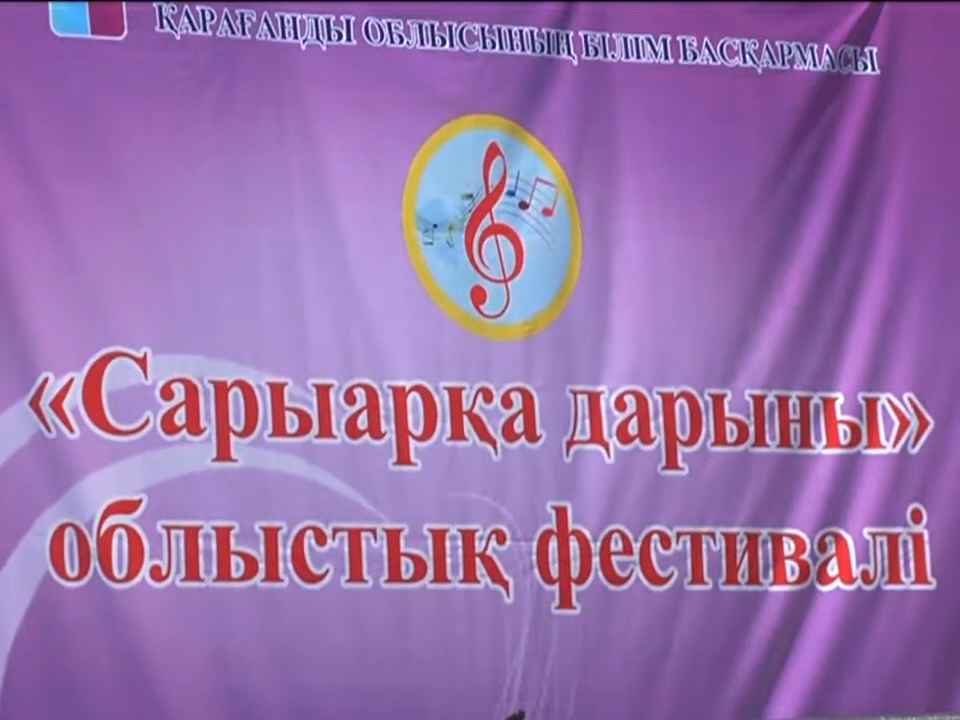 ҚАРАҒАНДЫ ОБЛЫСЫНЫҢ БІЛІМ БАСҚАРМАСЫ
«Сарыарқа дарыны»
облыстық фестивалі